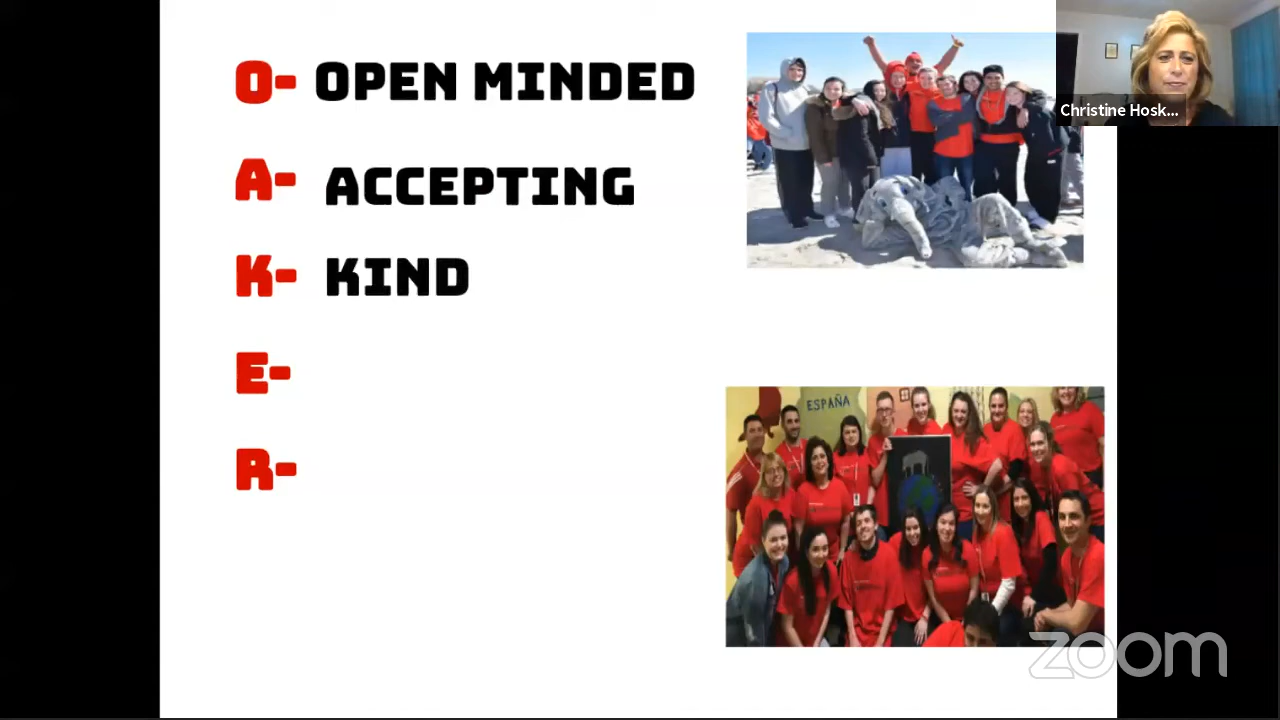 O- OPEN MINDED
A- ACCEPTING
K- KIND
E-
R-
Christine Hosk...
ESPAÑA
zoom